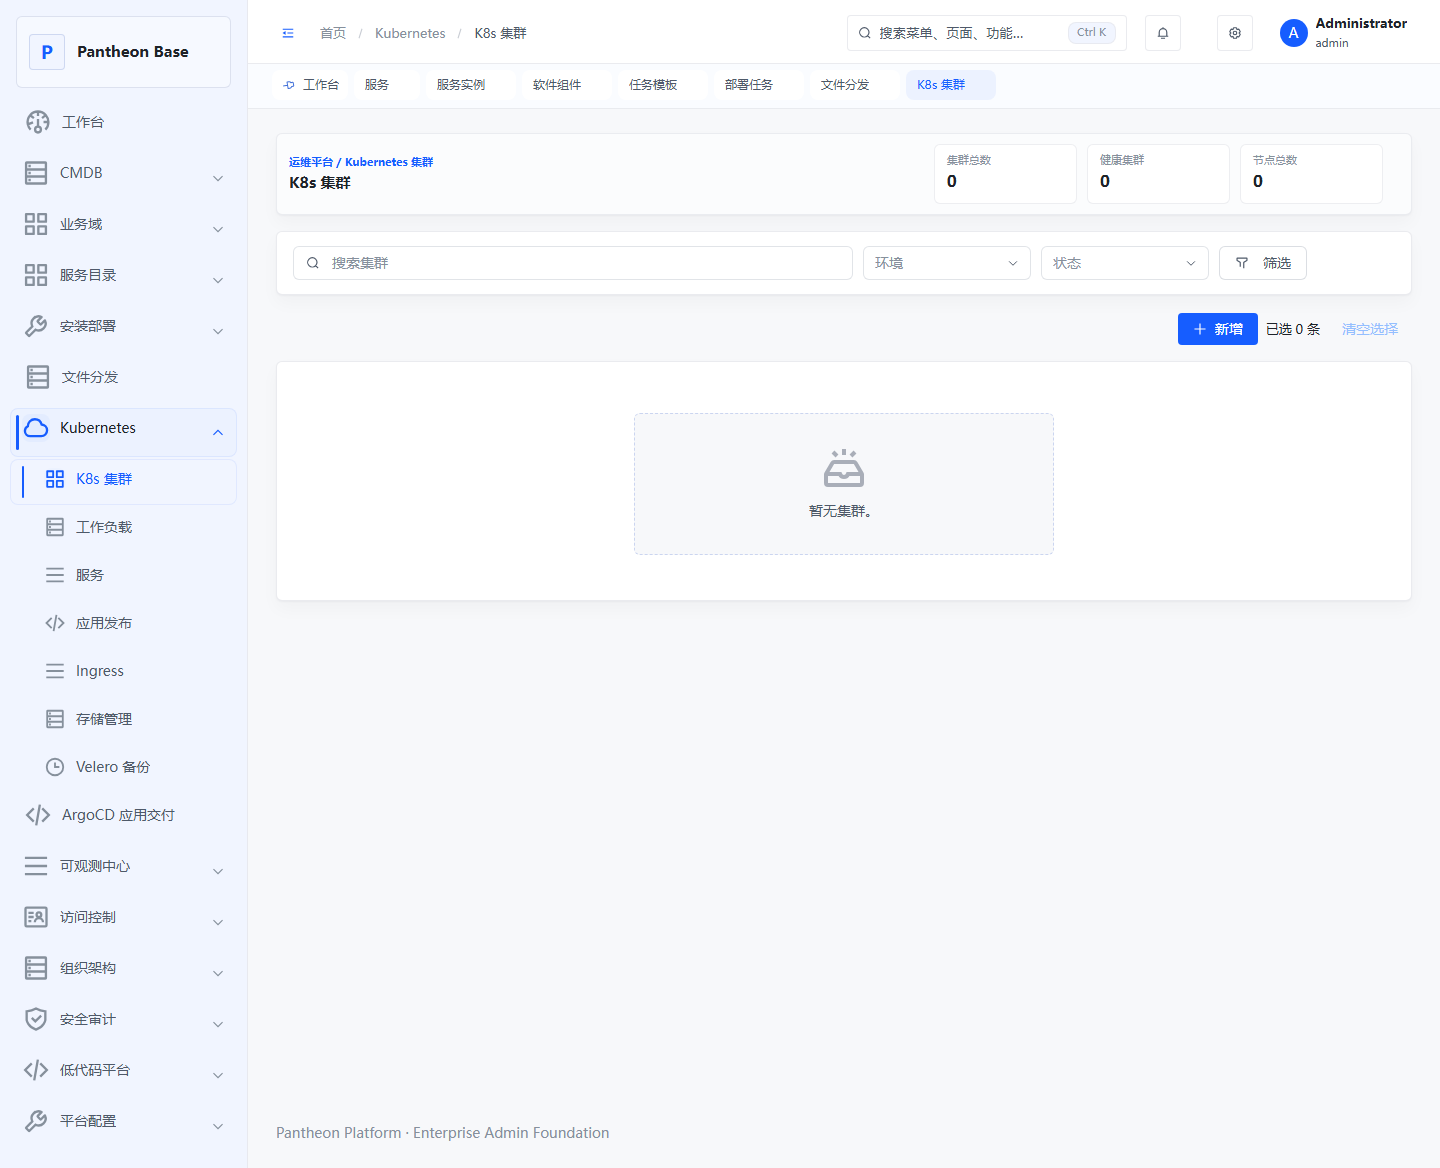 P Pantheon Base
工作台
CMDB
业务域
服务目录
安装部署
文件分发
Kubernetes
K8s 集群
工作负载
服务
应用发布
Ingress
存储管理
Velero 备份
ArgoCD 应用交付
可观测中心
访问控制
组织架构
安全审计
低代码平台
平台配置
首页 / Kubernetes / K8s 集群
搜索菜单、页面、功能... Ctrl K
A Administrator
admin
工作台 服务 服务实例 软件组件 任务模板 部署任务 文件分发 K8s 集群
运维平台 / Kubernetes 集群
K8s 集群
集群总数 健康集群 节点总数
0 0 0
搜索集群 环境 状态 筛选
新增 已选 0 条 清空选择
暂无集群。
Pantheon Platform · Enterprise Admin Foundation